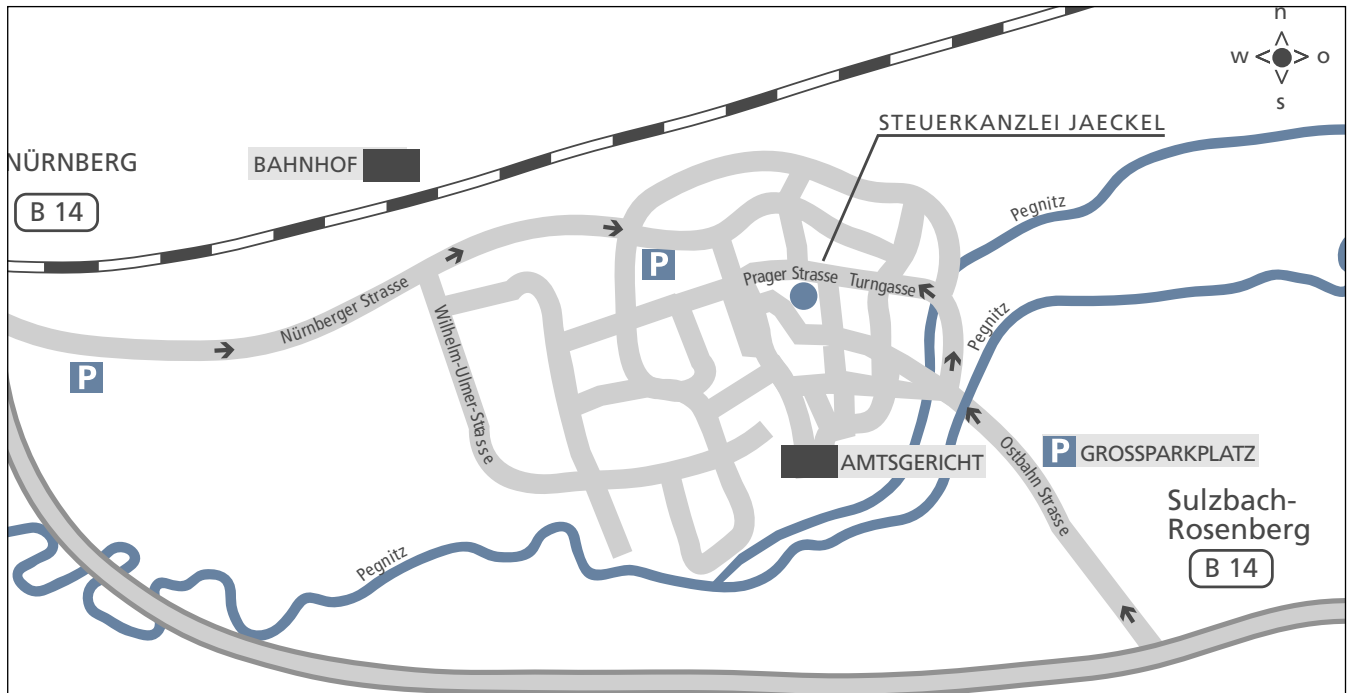 n
w o
s
STEUERKANZLEI JAECKEL
NÜRNBERG
BAHNHOF
B 14
Pegnitz
P
Prager Strasse Turngasse
Nürnberger Strasse
Pegnitz
P
Wilhelm-Ulmer-Strasse
P GROSSPARKPLATZ
AMTSGERICHT
Ostbahn Strasse
Sulzbach-
Rosenberg
B 14
Pegnitz